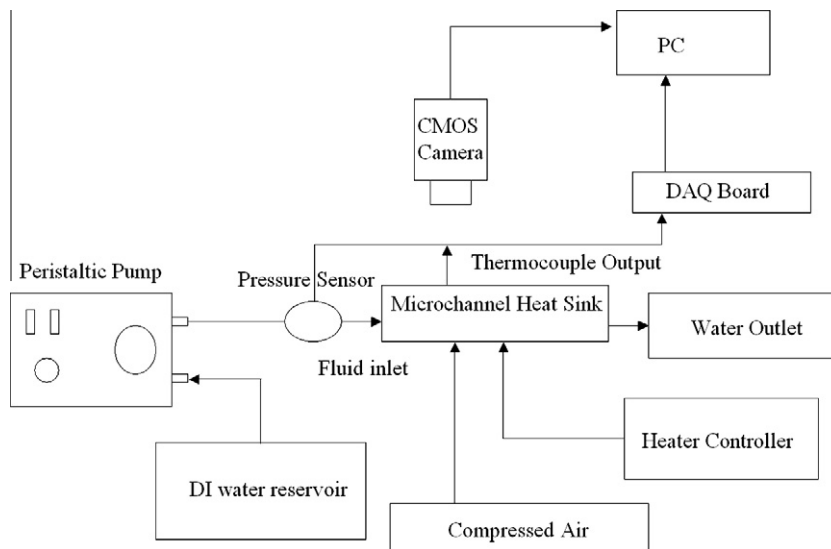 PC
CMOS
Camera
DAQ Board
Thermocouple Output
Peristaltic Pump
Pressure Sensor
Microchannel Heat Sink
Water Outlet
Fluid inlet
Heater Controller
DI water reservoir
Compressed Air